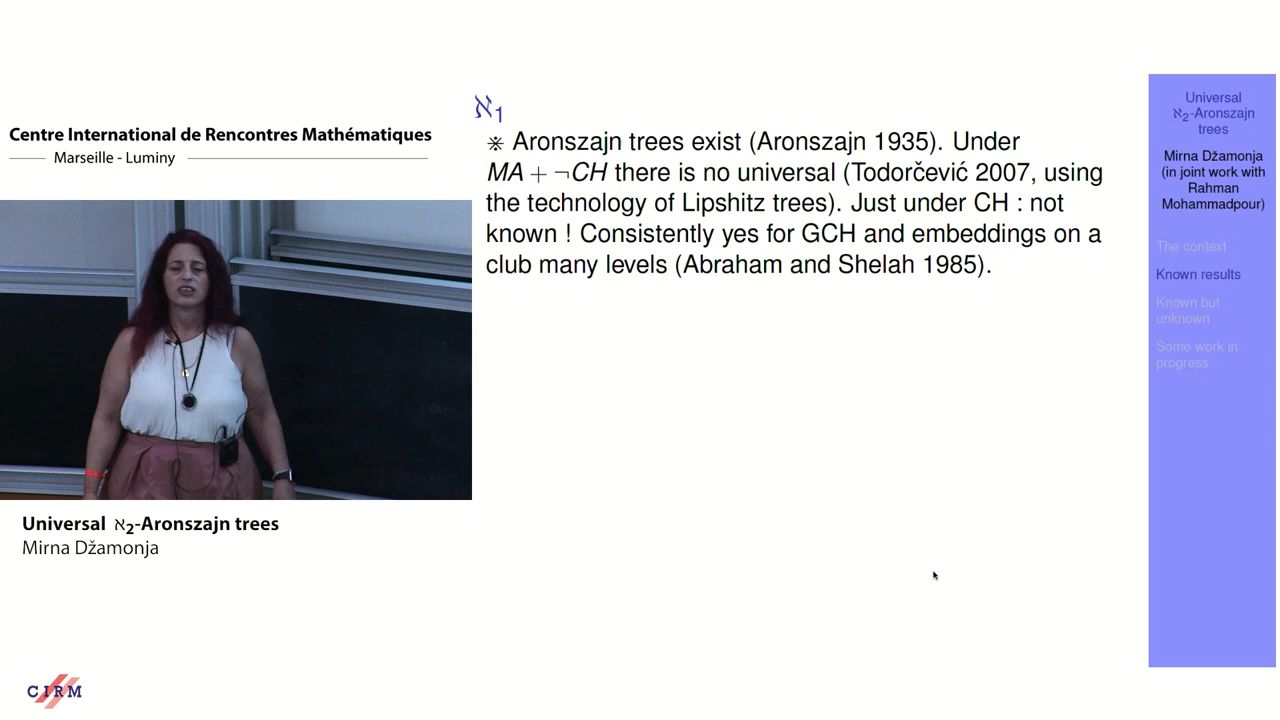 Centre International de Rencontres Mathématiques
Marseille - Luminy
ℵ1
⋇ Aronszajn trees exist (Aronszajn 1935). Under
MA + ¬CH there is no universal (Todorčević 2007, using
the technology of Lipshitz trees). Just under CH : not
known ! Consistently yes for GCH and embeddings on a
club many levels (Abraham and Shelah 1985).
Universal ℵ2-Aronszajn trees
Mirna Džamonja
CIRM
Universal
ℵ2-Aronszajn
trees
Mirna Džamonja
(in joint work with
Rahman
Mohammadpour)
The context
Known results
Known but
unknown
Some work in
progress